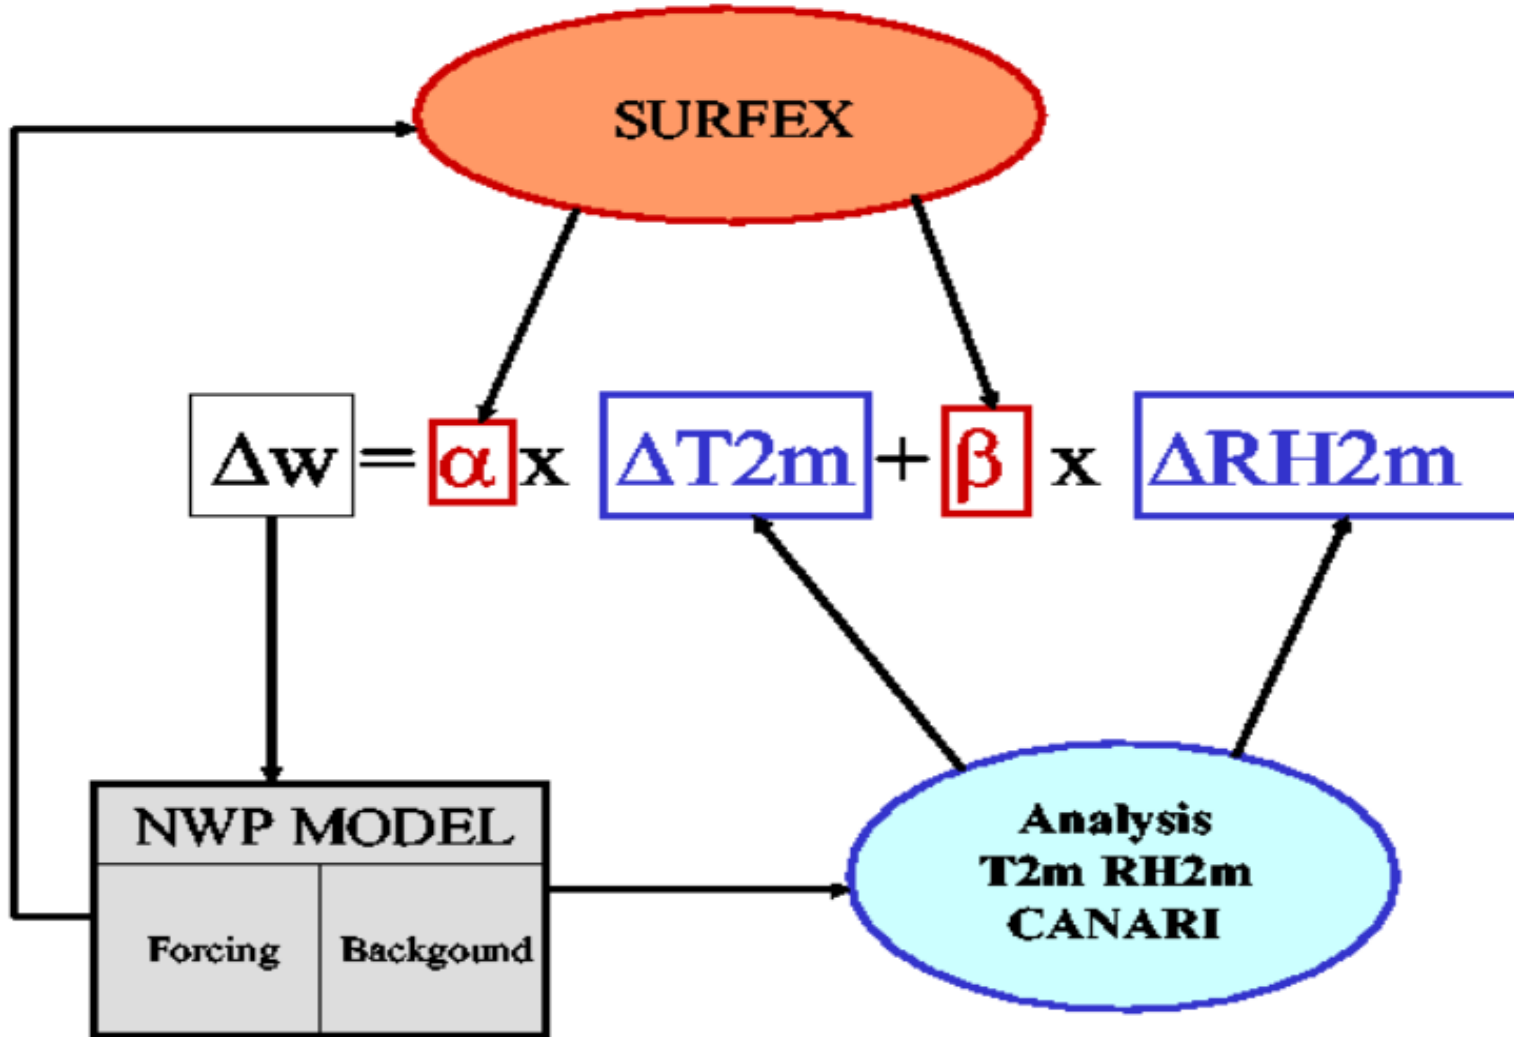 SURFEX
Δw = α x ΔT2m + β x ΔRH2m
NWP MODEL
Forcing
Backgound
Analysis
T2m RH2m
CANARI